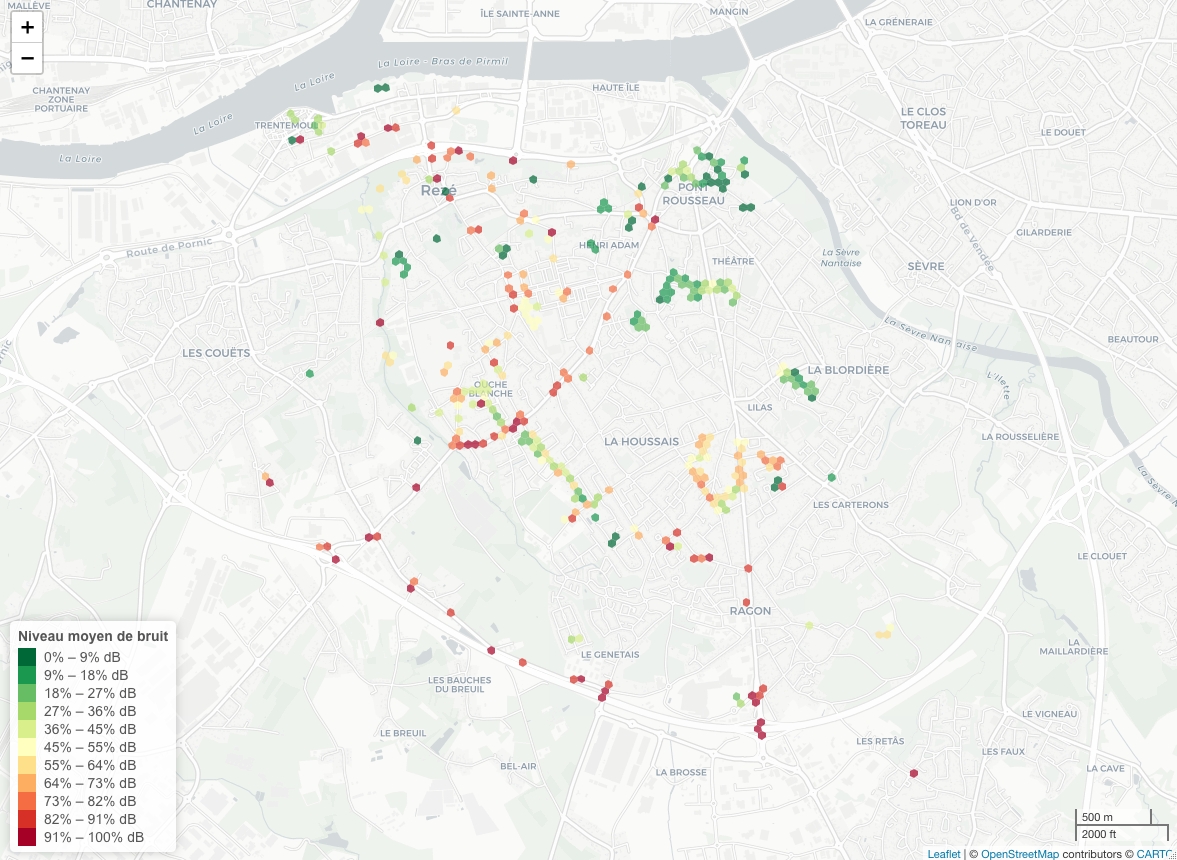 MALLÈVE
CHANTENAY
ÎLE SAINTE-ANNE
MANGIN
LA GRÉNERAIE
+
−
La Loire - Bras de Pirmil
La Loire
HAUTE ÎLE
CHANTENAY
ZONE
PORTUAIRE
LE CLOS
TOREAU
La Loire
TRENTEMOULT
LE DOUET
La Loire
Rezé
PONT
ROUSSEAU
LION D'OR
Bd de Vendée
GILARDERIE
Route de Pornic
HENRI ADAM
La Sèvre
Nantaise
THÉÂTRE
SÈVRE
La Sèvre Nantaise
BEAUTOUR
LES COUËTS
LA BLORDIÈRE
L'Ilette
OUCHE
BLANCHE
LILAS
LA HOUSSAIS
LA ROUSSELIÈRE
LES CARTERONS
LE CLOUET
RAGON
Niveau moyen de bruit
0% – 9% dB
9% – 18% dB
18% – 27% dB
27% – 36% dB
36% – 45% dB
45% – 55% dB
55% – 64% dB
64% – 73% dB
73% – 82% dB
82% – 91% dB
91% – 100% dB
LE GENETAIS
LA
MAILLARDIÈRE
LES BAUCHES
DU BREUIL
LE VIGNEAU
LE BREUIL
LES RETÂS
LES FAUX
BEL-AIR
LA BROSSE
LA CAVE
500 m
2000 ft
Leaflet | © OpenStreetMap contributors © CARTO